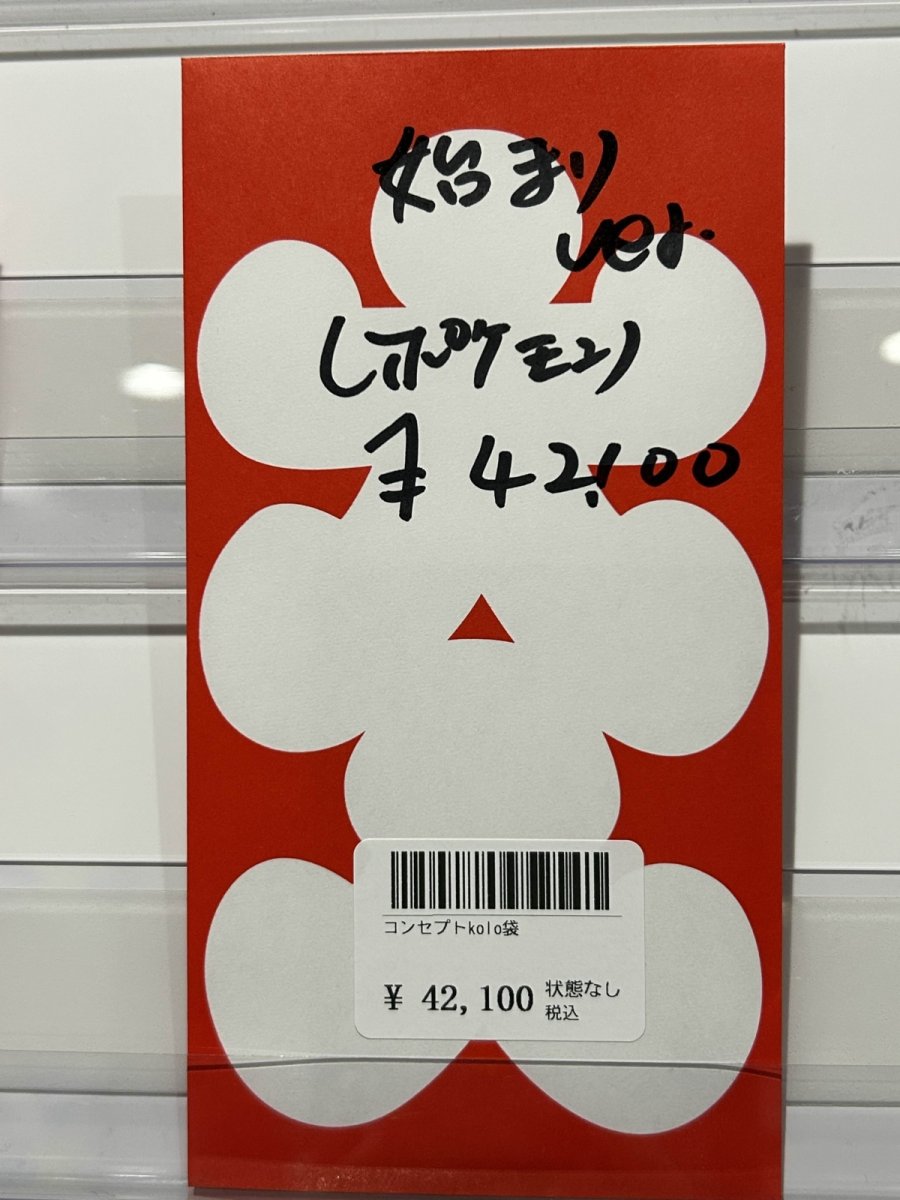 始まり
ver.
(ポケモン)
¥42,100
コンセプトkolo袋
¥ 42,100 状態なし
税込